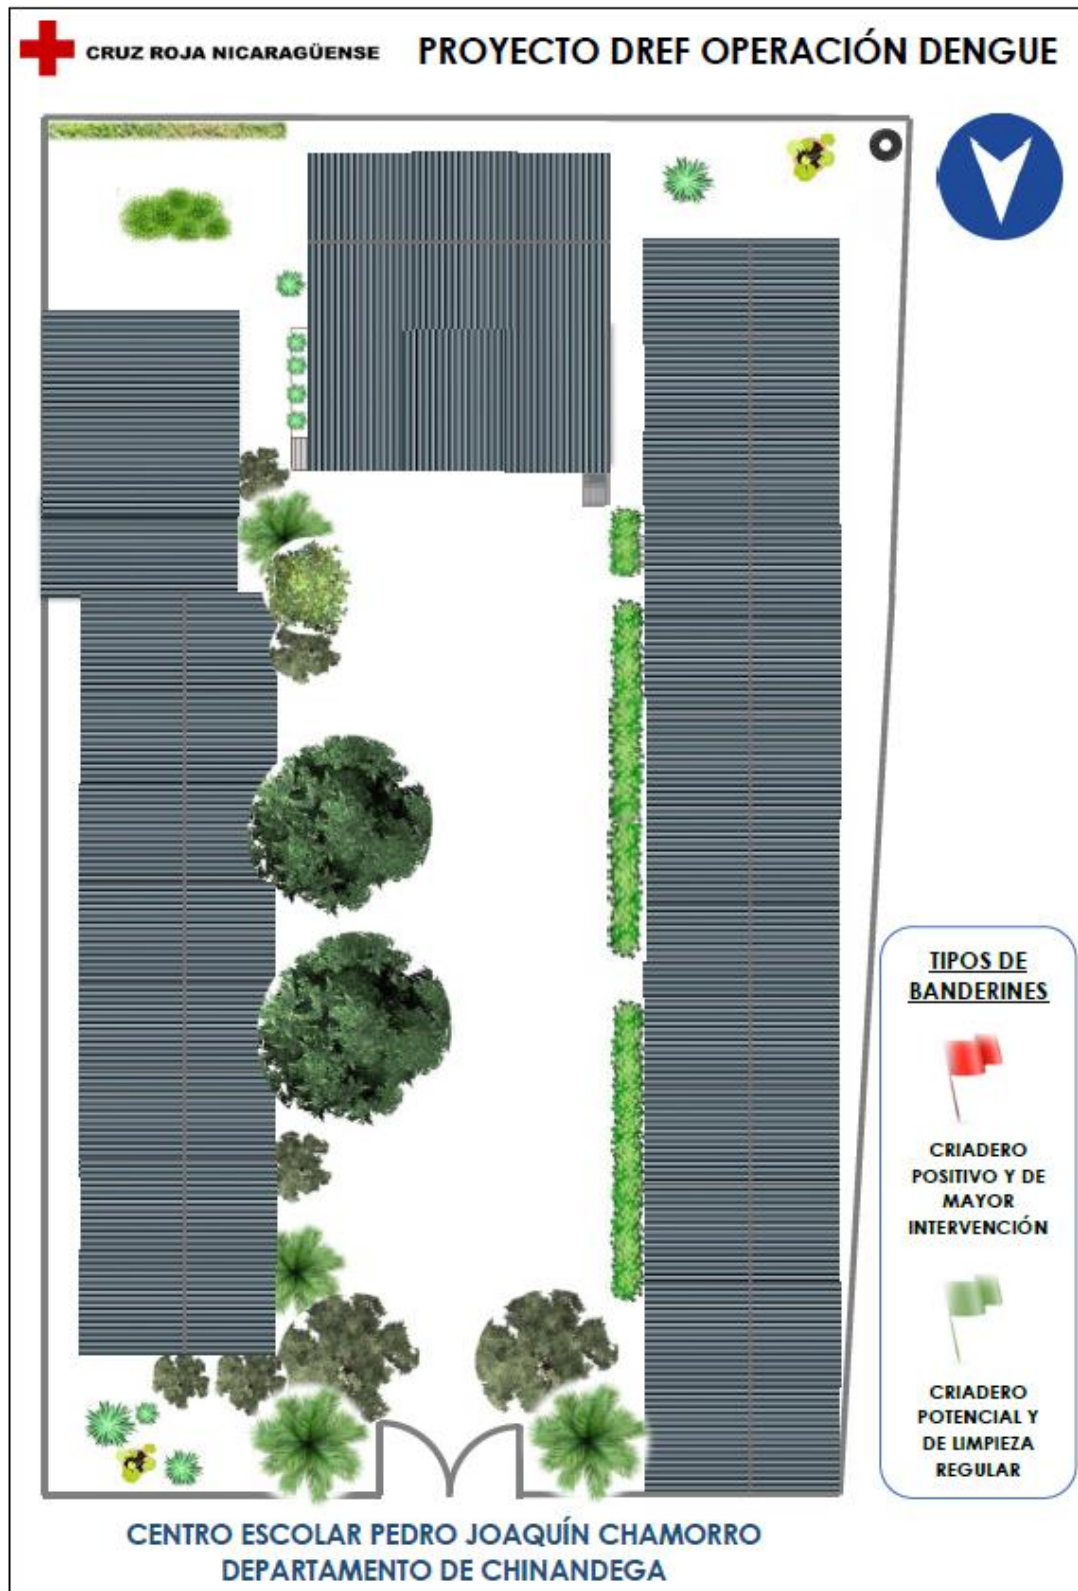 CRUZ ROJA NICARAGÜENSE
PROYECTO DREF OPERACIÓN DENGUE
TIPOS DE
BANDERINES
CRIADERO
POSITIVO Y DE
MAYOR
INTERVENCIÓN
CRIADERO
POTENCIAL Y
DE LIMPIEZA
REGULAR
CENTRO ESCOLAR PEDRO JOAQUÍN CHAMORRO
DEPARTAMENTO DE CHINANDEGA